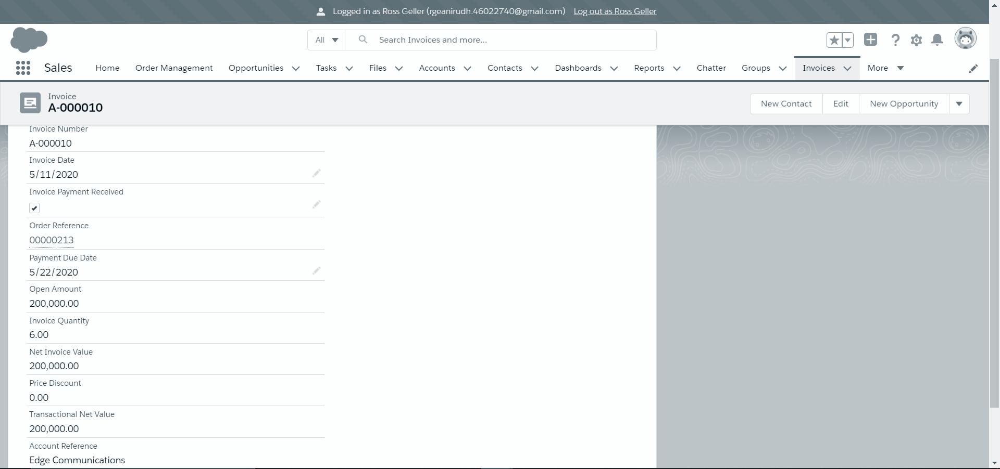 Logged in as Ross Geller (rgeanirudh.46022740@gmail.com) Log out as Ross Geller
All Search Invoices and more...
Sales Home Order Management Opportunities Tasks Files Accounts Contacts Dashboards Reports Chatter Groups Invoices More
Invoice
A-000010
New Contact Edit New Opportunity
Invoice Number
A-000010
Invoice Date
5/11/2020
Invoice Payment Received
Order Reference
00000213
Payment Due Date
5/22/2020
Open Amount
200,000.00
Invoice Quantity
6.00
Net Invoice Value
200,000.00
Price Discount
0.00
Transactional Net Value
200,000.00
Account Reference
Edge Communications